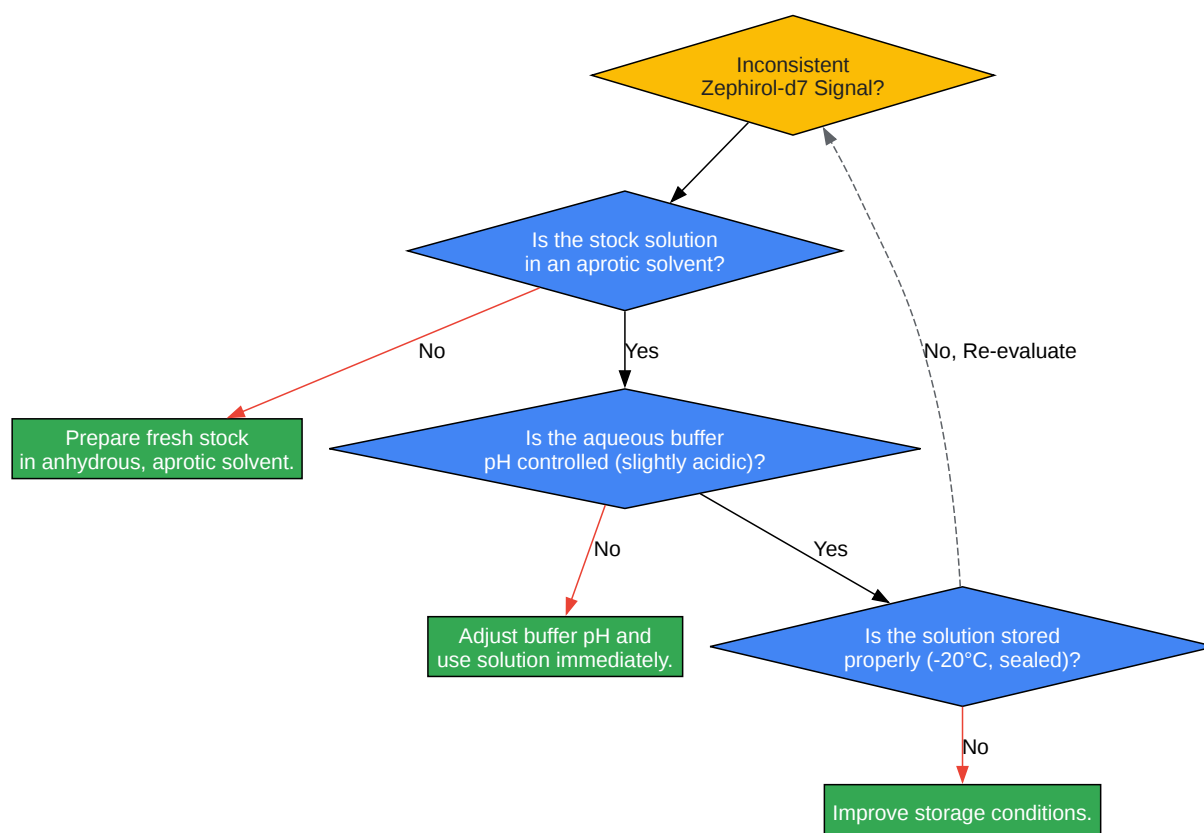 Inconsistent
Zephirol-d7 Signal?
Is the stock solution
in an aprotic solvent?
No
Yes
No, Re-evaluate
Prepare fresh stock
in anhydrous, aprotic solvent.
Is the aqueous buffer
pH controlled (slightly acidic)?
No
Yes
Adjust buffer pH and
use solution immediately.
Is the solution stored
properly (-20°C, sealed)?
No
Improve storage conditions.